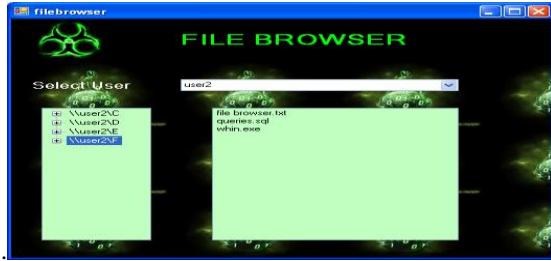 filebrowser
FILE BROWSER
Select User
user2
\\user2\C
\\user2\D
\\user2\E
\\user2\F
file browser.txt
queries.sql
whin.exe
.